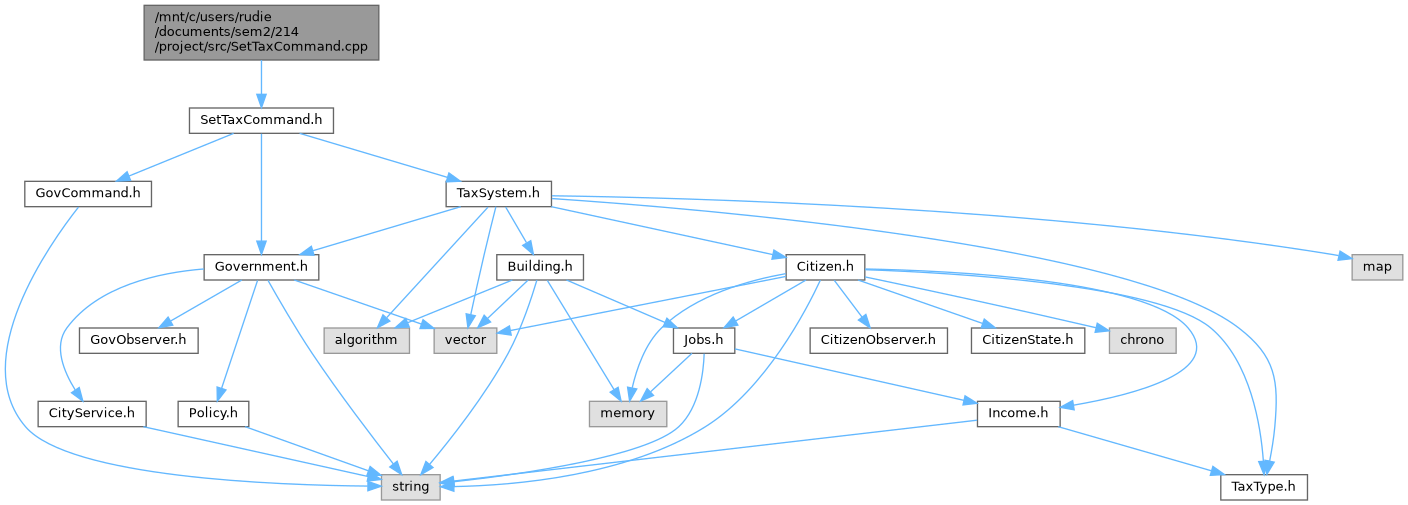 /mnt/c/users/rudie
/documents/sem2/214
/project/src/SetTaxCommand.cpp
SetTaxCommand.h
GovCommand.h
TaxSystem.h
Government.h
Building.h
Citizen.h
map
GovObserver.h
algorithm
vector
Jobs.h
CitizenObserver.h
CitizenState.h
chrono
CityService.h
Policy.h
memory
Income.h
string
TaxType.h